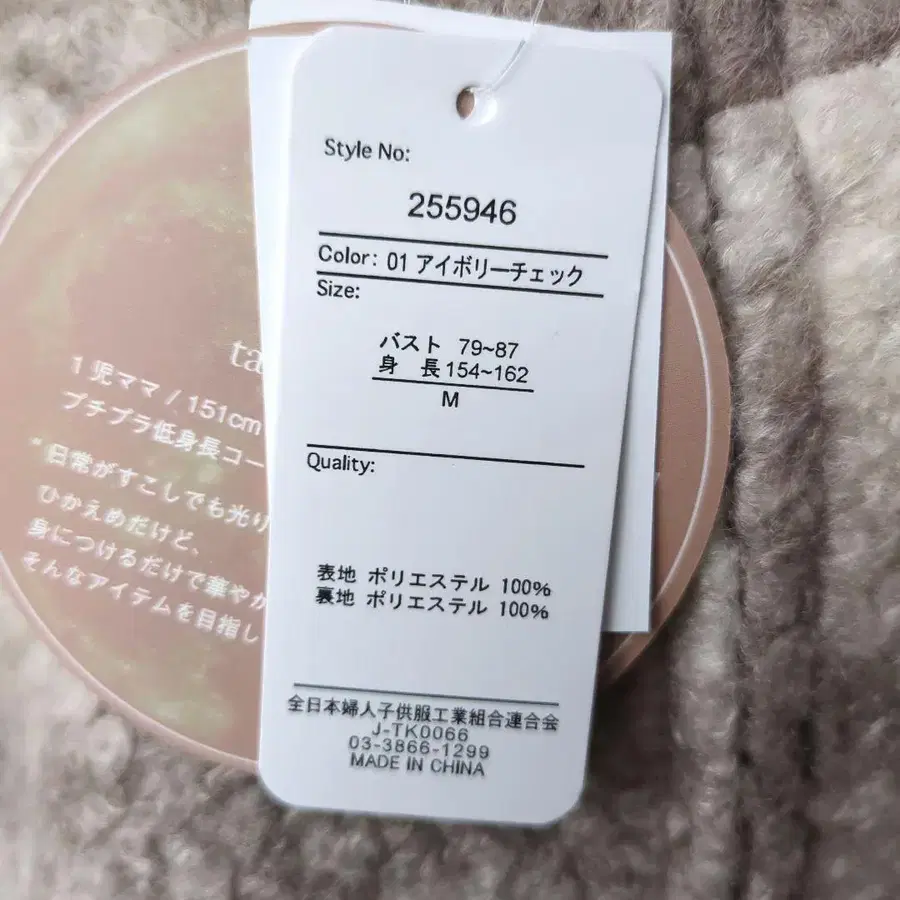 Style No:
255946
Color: 01 アイボリーチェック
Size:
バスト 79~87
身 長 154~162
M
Quality:
表地 ポリエステル 100%
裏地 ポリエステル 100%
全日本婦人子供服工業組合連合会
J-TK0066
03-3866-1299
MADE IN CHINA
ta
1児ママ / 151cm
プチプラ低身長コー
"日常がすこしでも光り
ひかえめだけど、
身につけるだけで華やか
そんなアイテムを目指し